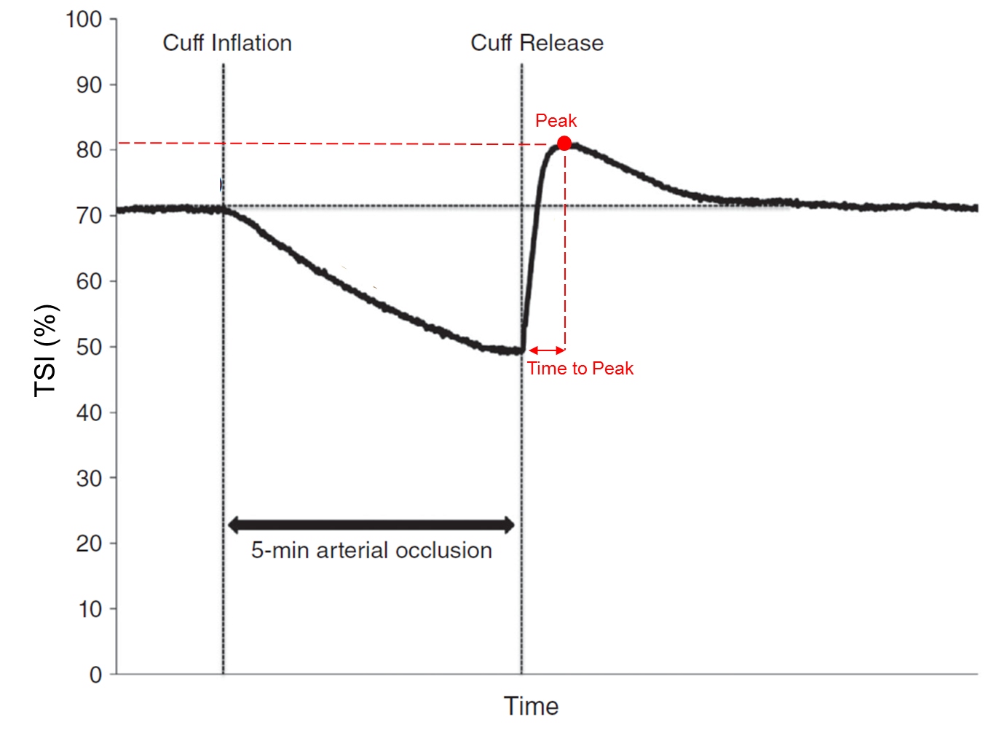 100
Cuff Inflation
Cuff Release
90
Peak
80
70
60
50
TSI (%)
Time to Peak
40
30
20
5-min arterial occlusion
10
0
Time